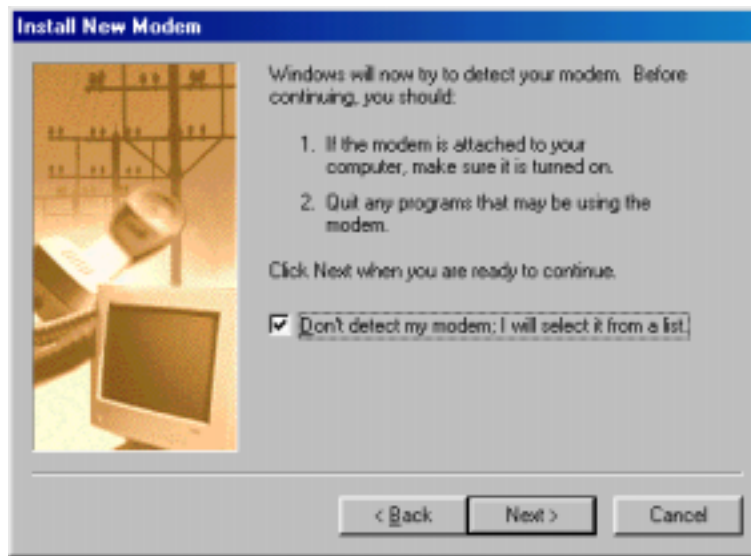 Install New Modem
Windows will now try to detect your modem. Before
continuing, you should:
1. If the modem is attached to your
computer, make sure it is turned on.
2. Quit any programs that may be using the
modem.
Click Next when you are ready to continue.
Don't detect my modem; I will select it from a list.
< Back Next > Cancel